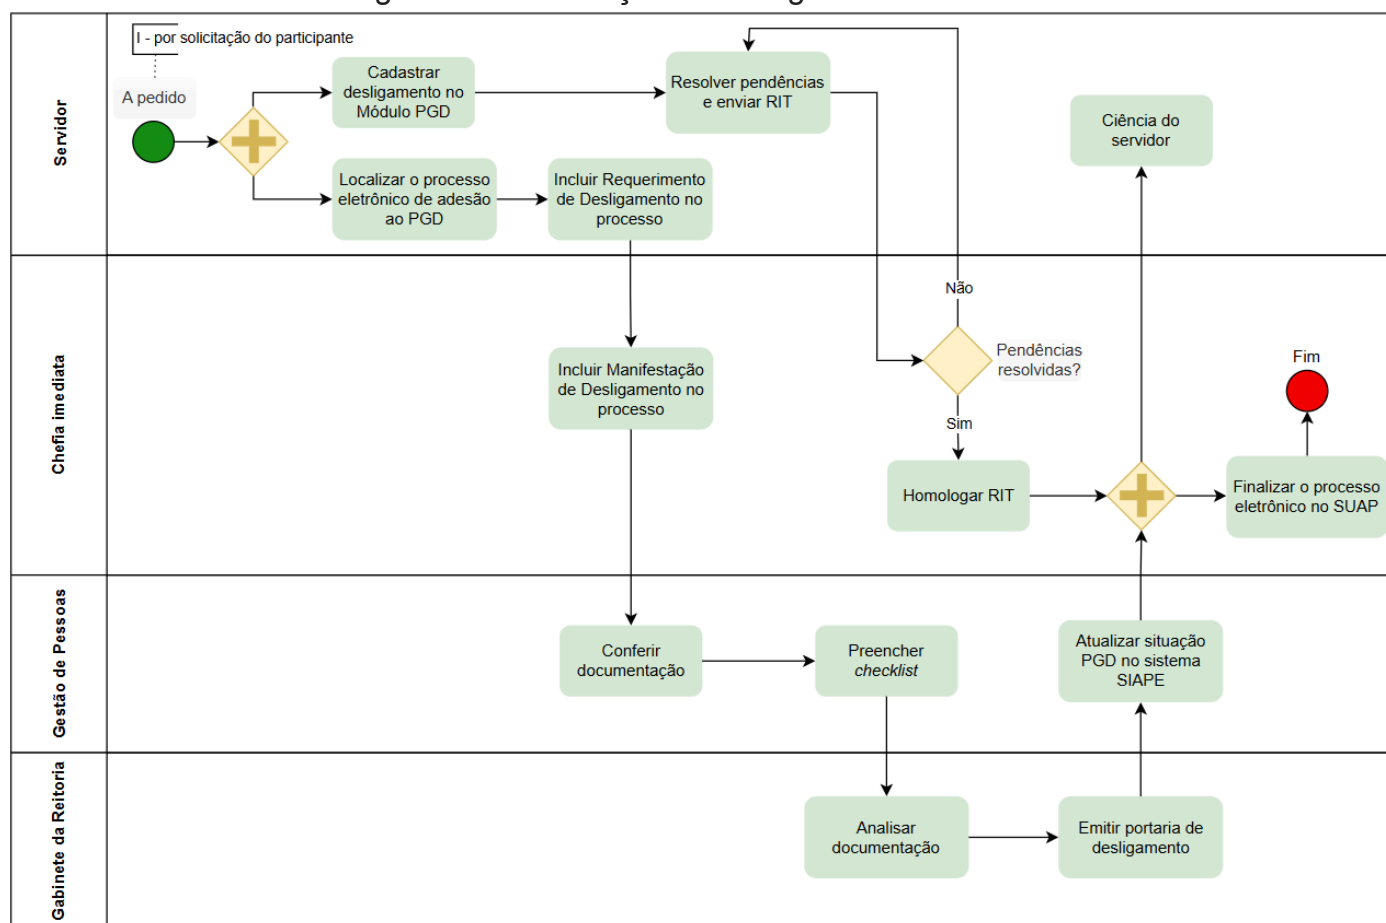 I - por solicitação do participante
A pedido
Servidor
Cadastrar
desligamento no
Módulo PGD
Resolver pendências
e enviar RIT
Ciência do
servidor
Localizar o processo
eletrônico de adesão
ao PGD
Incluir Requerimento
de Desligamento no
processo
Chefia imediata
Não
Pendências
resolvidas?
Fim
Incluir Manifestação
de Desligamento no
processo
Sim
Homologar RIT
Finalizar o processo
eletrônico no SUAP
Gestão de Pessoas
Conferir
documentação
Preencher
checklist
Atualizar situação
PGD no sistema
SIAPE
Gabinete da Reitoria
Analisar
documentação
Emitir portaria de
desligamento